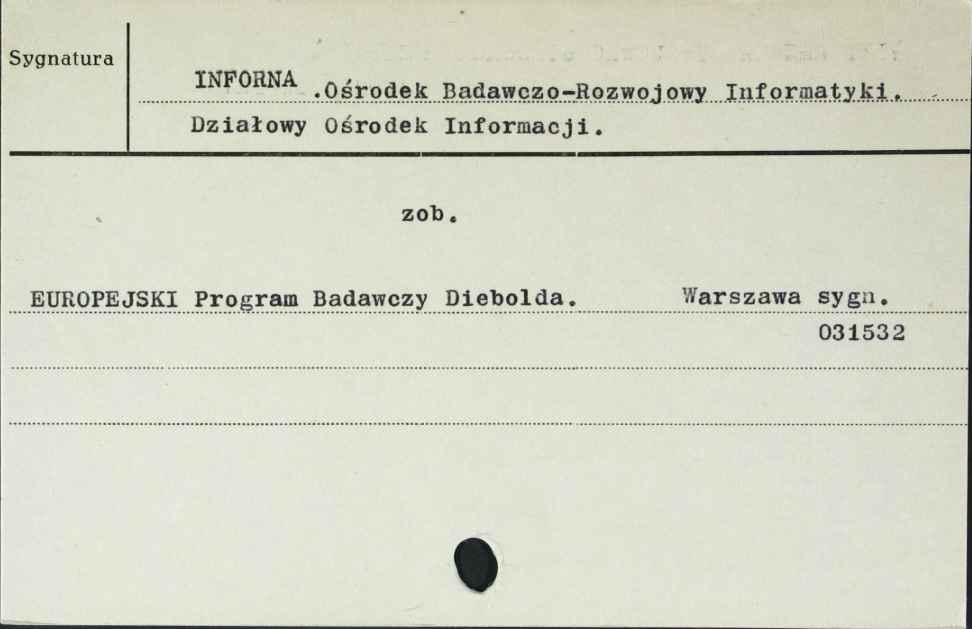 Sygnatura
INFORNA .Ośrodek Badawczo-Rozwojowy Informatyki.
Działowy Ośrodek Informacji.
zob.
EUROPEJSKI Program Badawczy Diebolda. Warszawa sygn.
031532